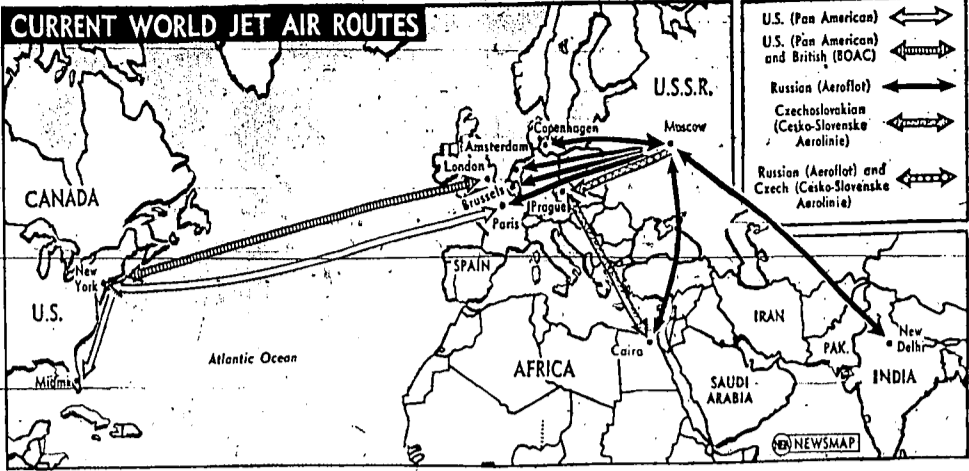 CURRENT WORLD JET AIR ROUTES
U.S. (Pan American)
U.S. (Pan American)
and British (BOAC)
Russian (Aeroflot)
Czechoslovakian
(Cesko-Slovenske
Aerolinie)
Russian (Aeroflot) and
Czech (Cesko-Slovenske
Aerolinie)
U.S.S.R.
Moscow
Copenhagen
Amsterdam
London
Brussels
Prague
Paris
CANADA
New
York
U.S.
SPAIN
Miami
Atlantic Ocean
AFRICA
Cairo
IRAN
PAK.
New
Delhi
INDIA
SAUDI
ARABIA
NEA NEWSMAP